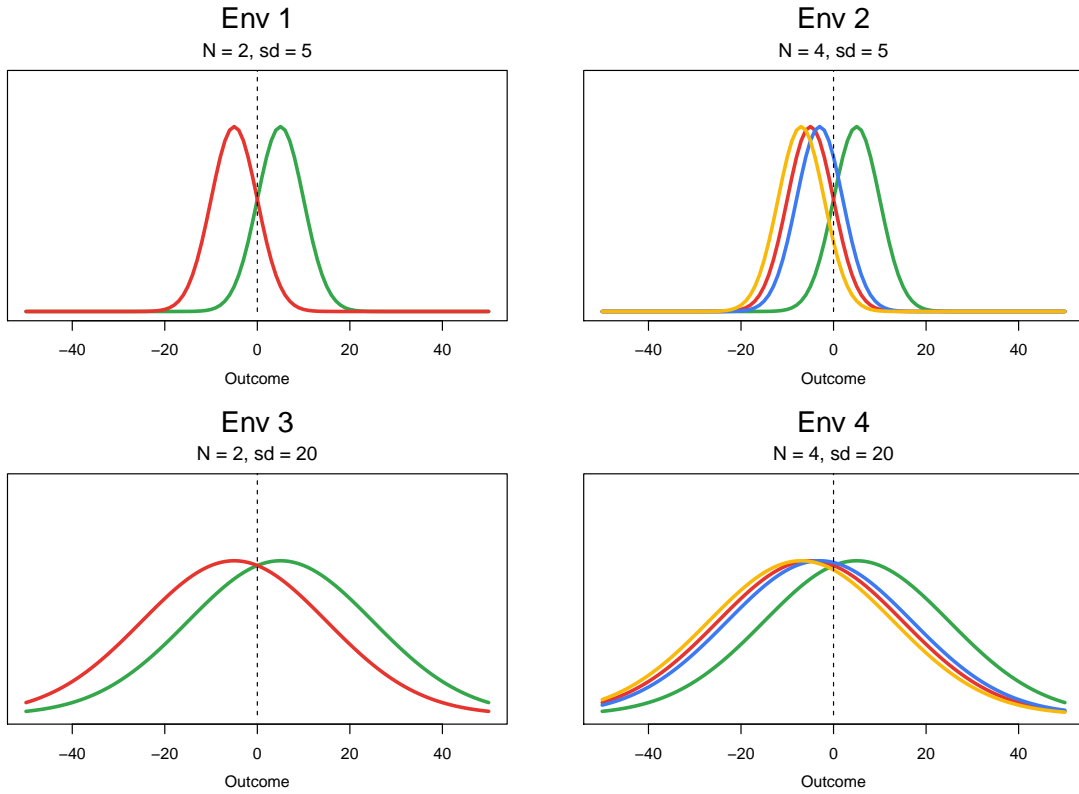 Env 1
N = 2, sd = 5
−40 −20 0 20 40
Outcome
Env 2
N = 4, sd = 5
−40 −20 0 20 40
Outcome
Env 3
N = 2, sd = 20
−40 −20 0 20 40
Outcome
Env 4
N = 4, sd = 20
−40 −20 0 20 40
Outcome